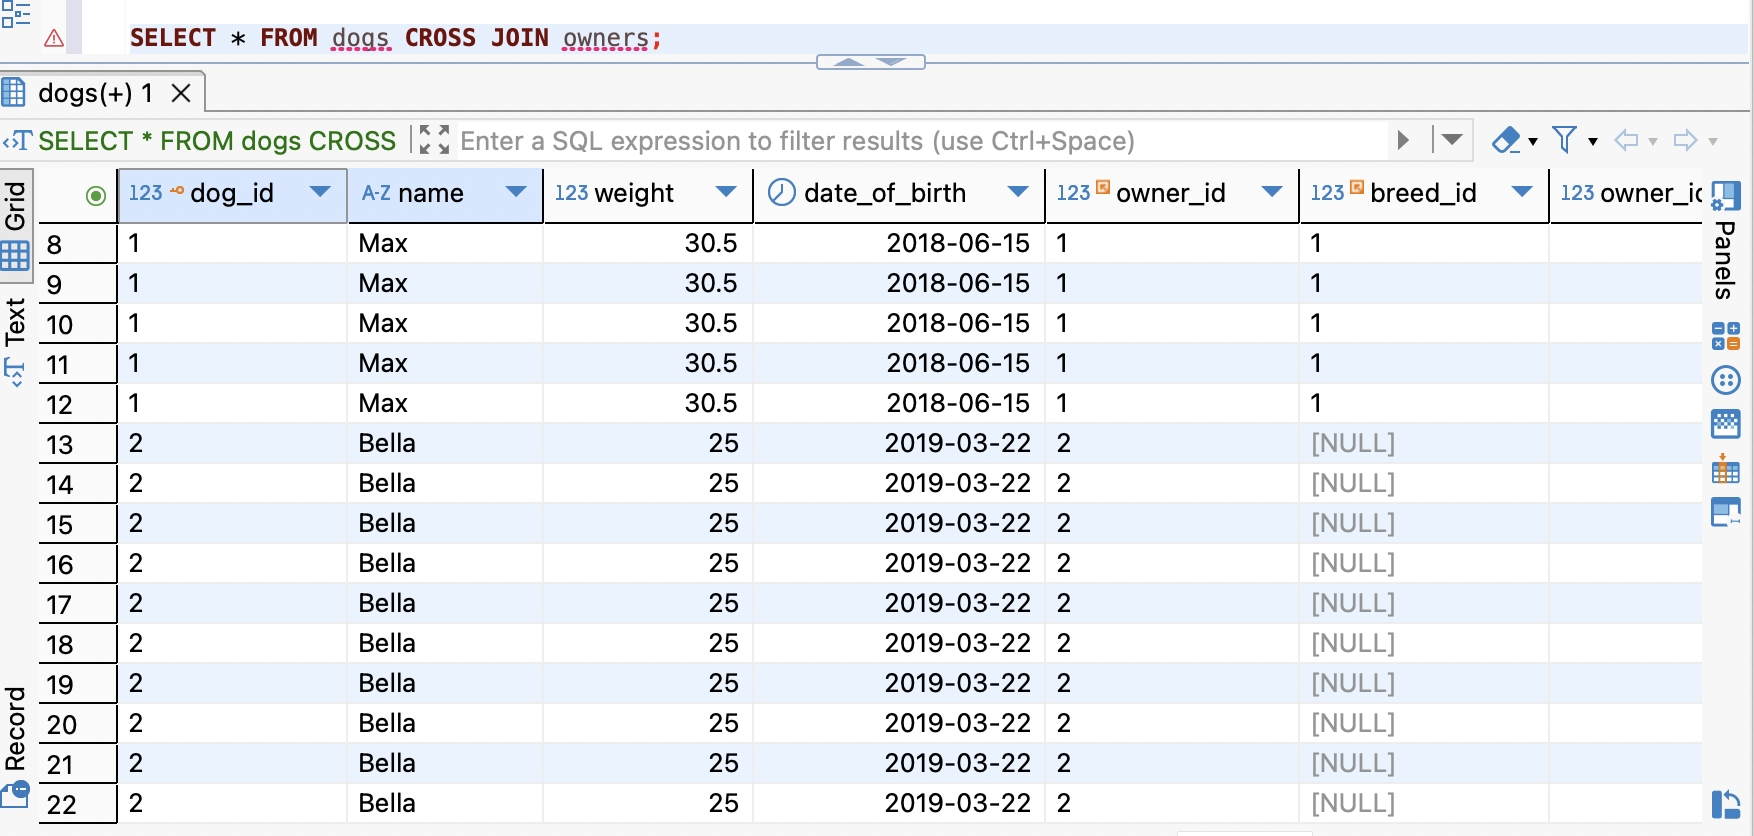 SELECT * FROM dogs CROSS JOIN owners;
dogs(+) 1
SELECT * FROM dogs CROSS Enter a SQL expression to filter results (use Ctrl+Space)
Grid
Text
Record
123 dog_id A-Z name 123 weight date_of_birth 123 owner_id 123 breed_id 123 owner_id
8 1 Max 30.5 2018-06-15 1 1
9 1 Max 30.5 2018-06-15 1 1
10 1 Max 30.5 2018-06-15 1 1
11 1 Max 30.5 2018-06-15 1 1
12 1 Max 30.5 2018-06-15 1 1
13 2 Bella 25 2019-03-22 2 [NULL]
14 2 Bella 25 2019-03-22 2 [NULL]
15 2 Bella 25 2019-03-22 2 [NULL]
16 2 Bella 25 2019-03-22 2 [NULL]
17 2 Bella 25 2019-03-22 2 [NULL]
18 2 Bella 25 2019-03-22 2 [NULL]
19 2 Bella 25 2019-03-22 2 [NULL]
20 2 Bella 25 2019-03-22 2 [NULL]
21 2 Bella 25 2019-03-22 2 [NULL]
22 2 Bella 25 2019-03-22 2 [NULL]
Panels